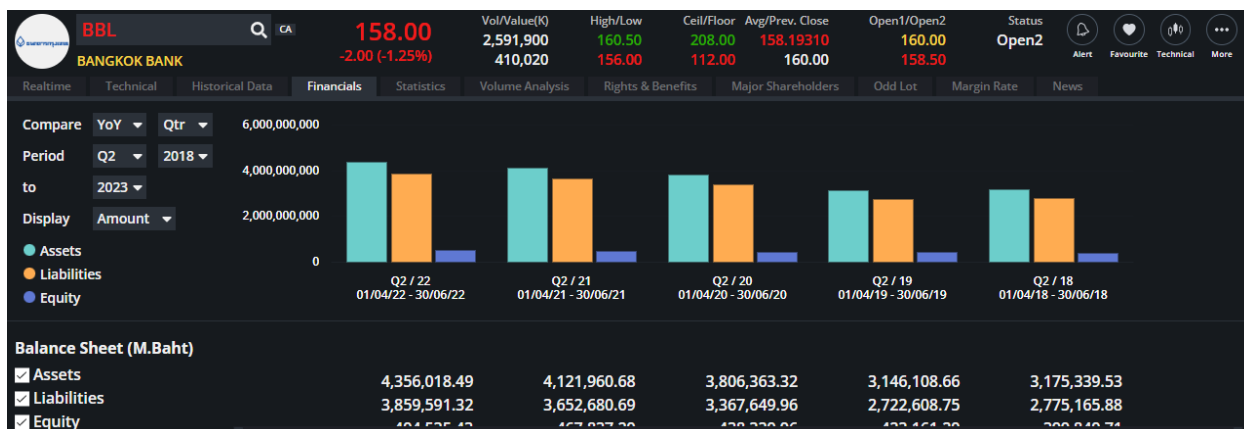 BBL CA
BANGKOK BANK
158.00
-2.00 (-1.25%)
Vol/Value(K) High/Low Ceil/Floor Avg/Prev. Close Open1/Open2 Status
2,591,900 160.50 208.00 158.19310 160.00 Open2
410,020 156.00 112.00 160.00 158.50
Alert Favourite Technical More
Realtime Technical Historical Data Financials Statistics Volume Analysis Rights & Benefits Major Shareholders Odd Lot Margin Rate News
Compare YoY Qtr
Period Q2 2018
to 2023
Display Amount
Assets
Liabilities
Equity
6,000,000,000
4,000,000,000
2,000,000,000
0
Q2 / 22 Q2 / 21 Q2 / 20 Q2 / 19 Q2 / 18
01/04/22 - 30/06/22 01/04/21 - 30/06/21 01/04/20 - 30/06/20 01/04/19 - 30/06/19 01/04/18 - 30/06/18
Balance Sheet (M.Baht)
Assets 4,356,018.49 4,121,960.68 3,806,363.32 3,146,108.66 3,175,339.53
Liabilities 3,859,591.32 3,652,680.69 3,367,649.96 2,722,608.75 2,775,165.88
Equity